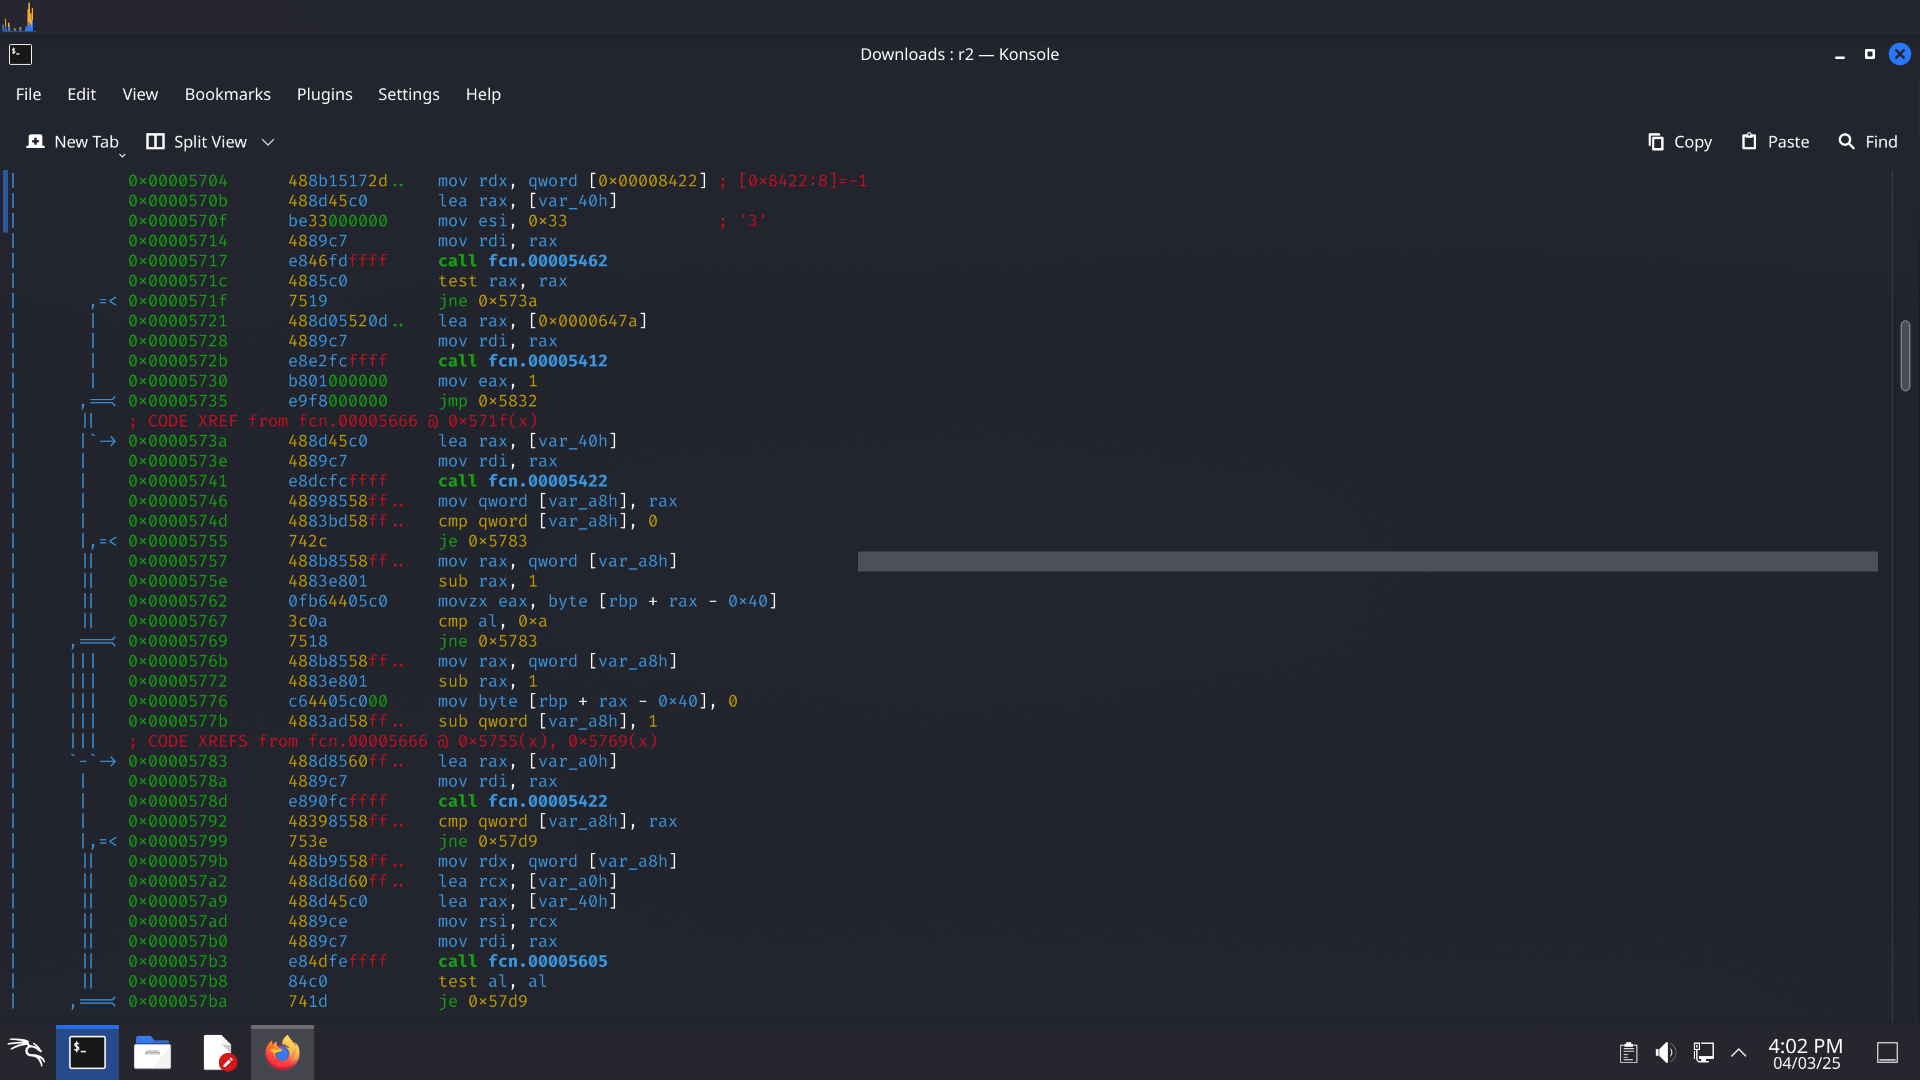 Downloads : r2 — Konsole
File Edit View Bookmarks Plugins Settings Help
New Tab Split View Copy Paste Find
0x00005704 488b15172d.. mov rdx, qword [0x00008422] ; [0x8422:8]=-1
0x0000570b 488d45c0 lea rax, [var_40h]
0x0000570f be33000000 mov esi, 0x33 ; '3'
0x00005714 4889c7 mov rdi, rax
0x00005717 e846fdffff call fcn.00005462
0x0000571c 4885c0 test rax, rax
,=< 0x0000571f 7519 jne 0x573a
0x00005721 488d05520d.. lea rax, [0x0000647a]
0x00005728 4889c7 mov rdi, rax
0x0000572b e8e2fcffff call fcn.00005412
0x00005730 b801000000 mov eax, 1
,==< 0x00005735 e9f8000000 jmp 0x5832
|| ; CODE XREF from fcn.00005666 @ 0x571f(x)
|`-> 0x0000573a 488d45c0 lea rax, [var_40h]
0x0000573e 4889c7 mov rdi, rax
0x00005741 e8dcfcffff call fcn.00005422
0x00005746 48898558ff.. mov qword [var_a8h], rax
0x0000574d 4883bd58ff.. cmp qword [var_a8h], 0
|,=< 0x00005755 742c je 0x5783
|| 0x00005757 488b8558ff.. mov rax, qword [var_a8h]
|| 0x0000575e 4883e801 sub rax, 1
|| 0x00005762 0fb64405c0 movzx eax, byte [rbp + rax - 0x40]
|| 0x00005767 3c0a cmp al, 0xa
,===< 0x00005769 7518 jne 0x5783
||| 0x0000576b 488b8558ff.. mov rax, qword [var_a8h]
||| 0x00005772 4883e801 sub rax, 1
||| 0x00005776 c64405c000 mov byte [rbp + rax - 0x40], 0
||| 0x0000577b 4883ad58ff.. sub qword [var_a8h], 1
||| ; CODE XREFS from fcn.00005666 @ 0x5755(x), 0x5769(x)
`-`-> 0x00005783 488d8560ff.. lea rax, [var_a0h]
0x0000578a 4889c7 mov rdi, rax
0x0000578d e890fcffff call fcn.00005422
0x00005792 48398558ff.. cmp qword [var_a8h], rax
|,=< 0x00005799 753e jne 0x57d9
|| 0x0000579b 488b9558ff.. mov rdx, qword [var_a8h]
|| 0x000057a2 488d8d60ff.. lea rcx, [var_a0h]
|| 0x000057a9 488d45c0 lea rax, [var_40h]
|| 0x000057ad 4889ce mov rsi, rcx
|| 0x000057b0 4889c7 mov rdi, rax
|| 0x000057b3 e84dfeffff call fcn.00005605
|| 0x000057b8 84c0 test al, al
,===< 0x000057ba 741d je 0x57d9
4:02 PM
04/03/25